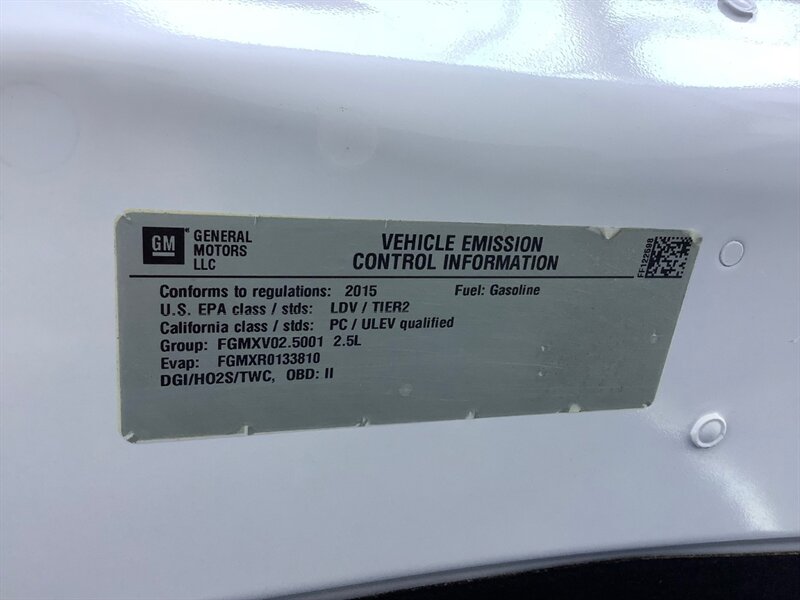 GM GENERAL
MOTORS
LLC
VEHICLE EMISSION
CONTROL INFORMATION
FF122688
Conforms to regulations: 2015 Fuel: Gasoline
U.S. EPA class / stds: LDV / TIER2
California class / stds: PC / ULEV qualified
Group: FGMXV02.5001 2.5L
Evap: FGMXR0133810
DGI/HO2S/TWC, OBD: II